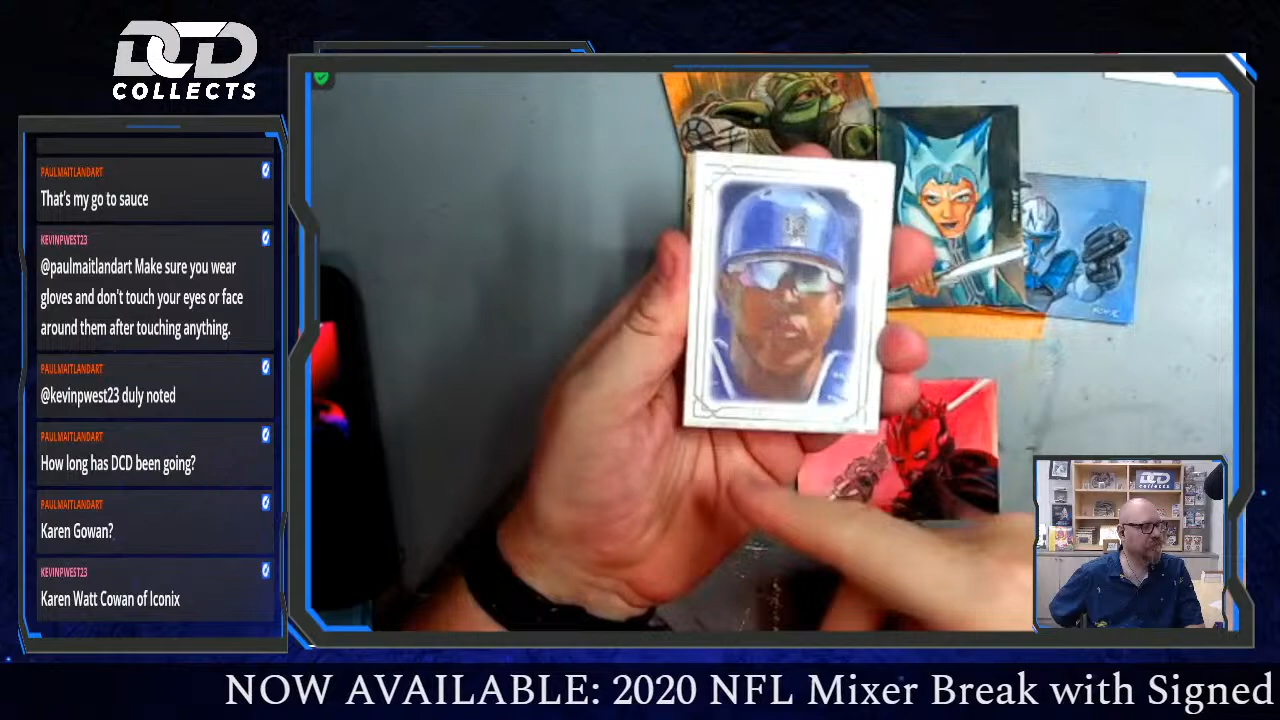 DCD
COLLECTS
PAULMAITLANDART
That's my go to sauce
KEVINPWEST23
@paulmaitlandart Make sure you wear
gloves and don't touch your eyes or face
around them after touching anything.
PAULMAITLANDART
@kevinpwest23 duly noted
PAULMAITLANDART
How long has DCD been going?
PAULMAITLANDART
Karen Gowan?
KEVINPWEST23
Karen Watt Cowan of Iconix
DCD
COLLECTS
NOW AVAILABLE: 2020 NFL Mixer Break with Signed